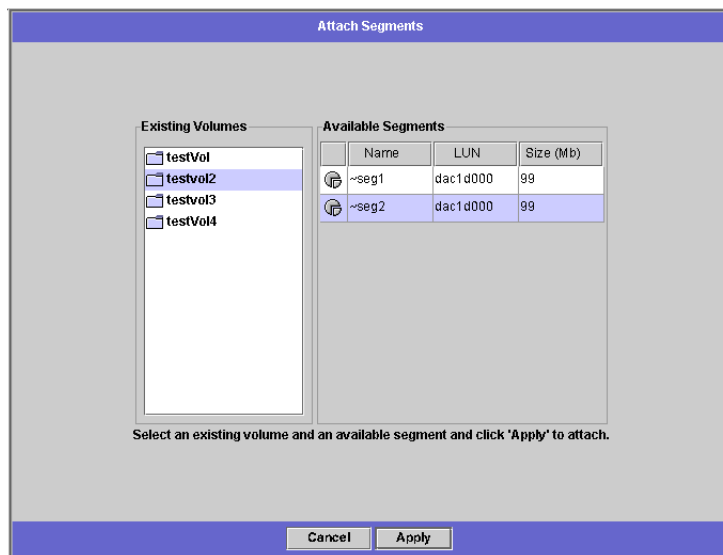 Attach Segments
Existing Volumes
testVol
testvol2
testvol3
testVol4
Available Segments
Name LUN Size (Mb)
~seg1 dac1d000 99
~seg2 dac1d000 99
Select an existing volume and an available segment and click 'Apply' to attach.
Cancel Apply